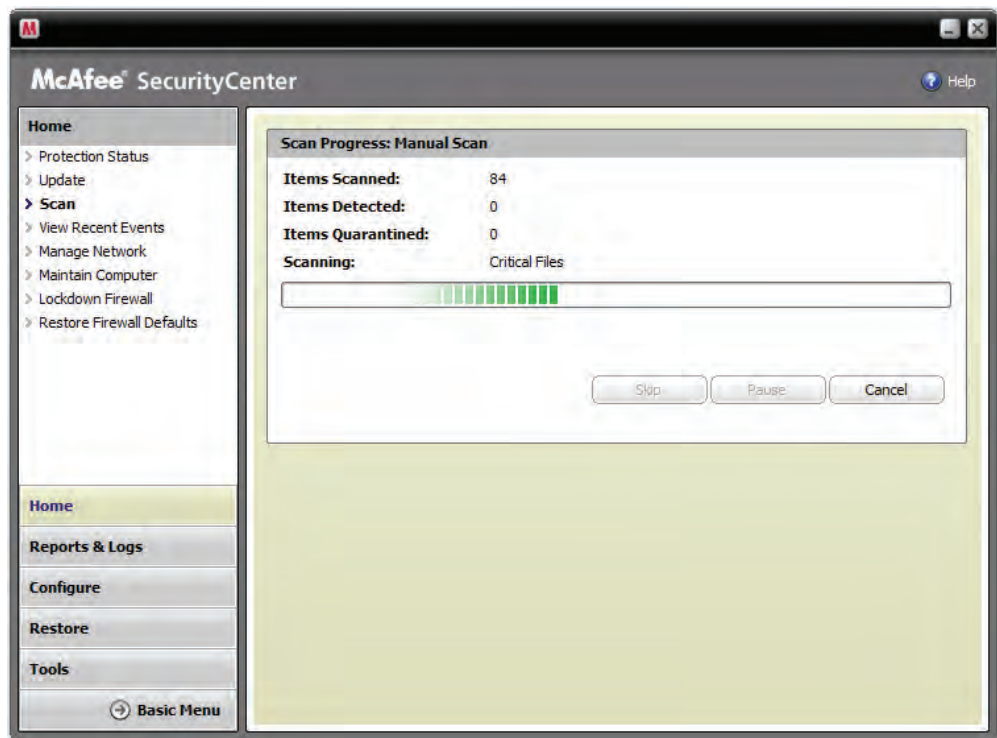 McAfee® SecurityCenter
Help
Home
Protection Status
Update
Scan
View Recent Events
Manage Network
Maintain Computer
Lockdown Firewall
Restore Firewall Defaults
Home
Reports & Logs
Configure
Restore
Tools
Basic Menu
Scan Progress: Manual Scan
Items Scanned: 84
Items Detected: 0
Items Quarantined: 0
Scanning: Critical Files
Skip Pause Cancel